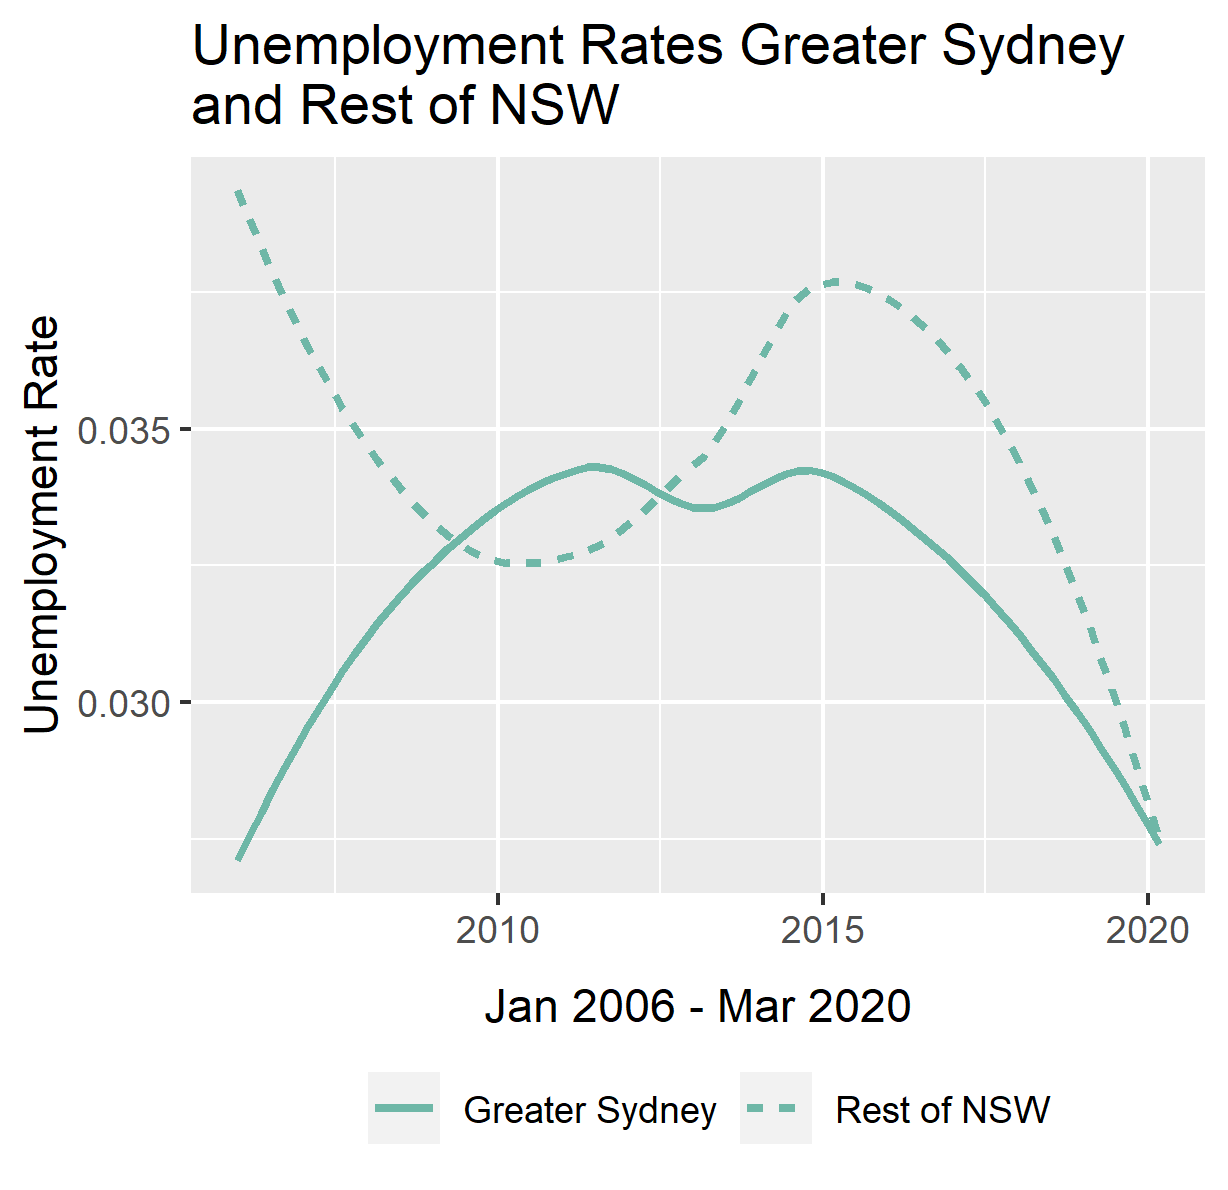 Unemployment Rates Greater Sydney
and Rest of NSW
Unemployment Rate
0.035
0.030
2010 2015 2020
Jan 2006 - Mar 2020
Greater Sydney Rest of NSW